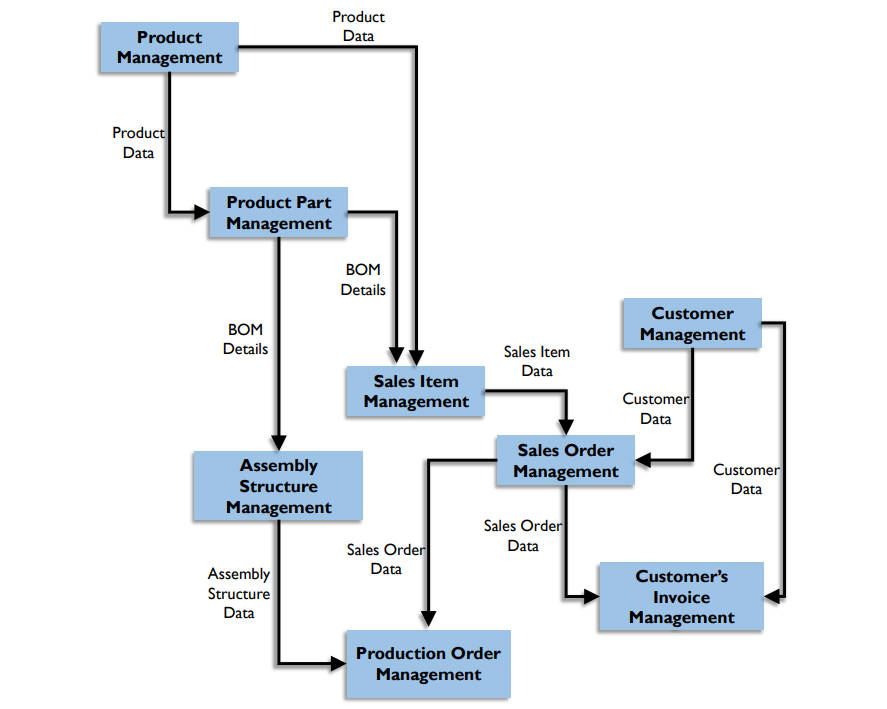 Product
Data
Product
Management
Product
Data
Product Part
Management
BOM
Details
BOM
Details
Customer
Management
Sales Item
Data
Sales Item
Management
Customer
Data
Sales Order
Management
Assembly
Structure
Management
Customer
Data
Sales Order
Data
Sales Order
Data
Assembly
Structure
Data
Customer’s
Invoice
Management
Production Order
Management